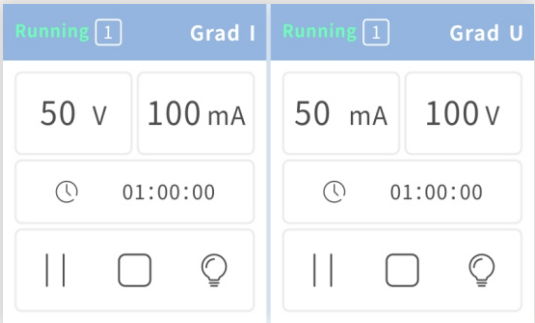 Running 1 Grad I
50 V 100 mA
01:00:00
Running 1 Grad U
50 mA 100 V
01:00:00